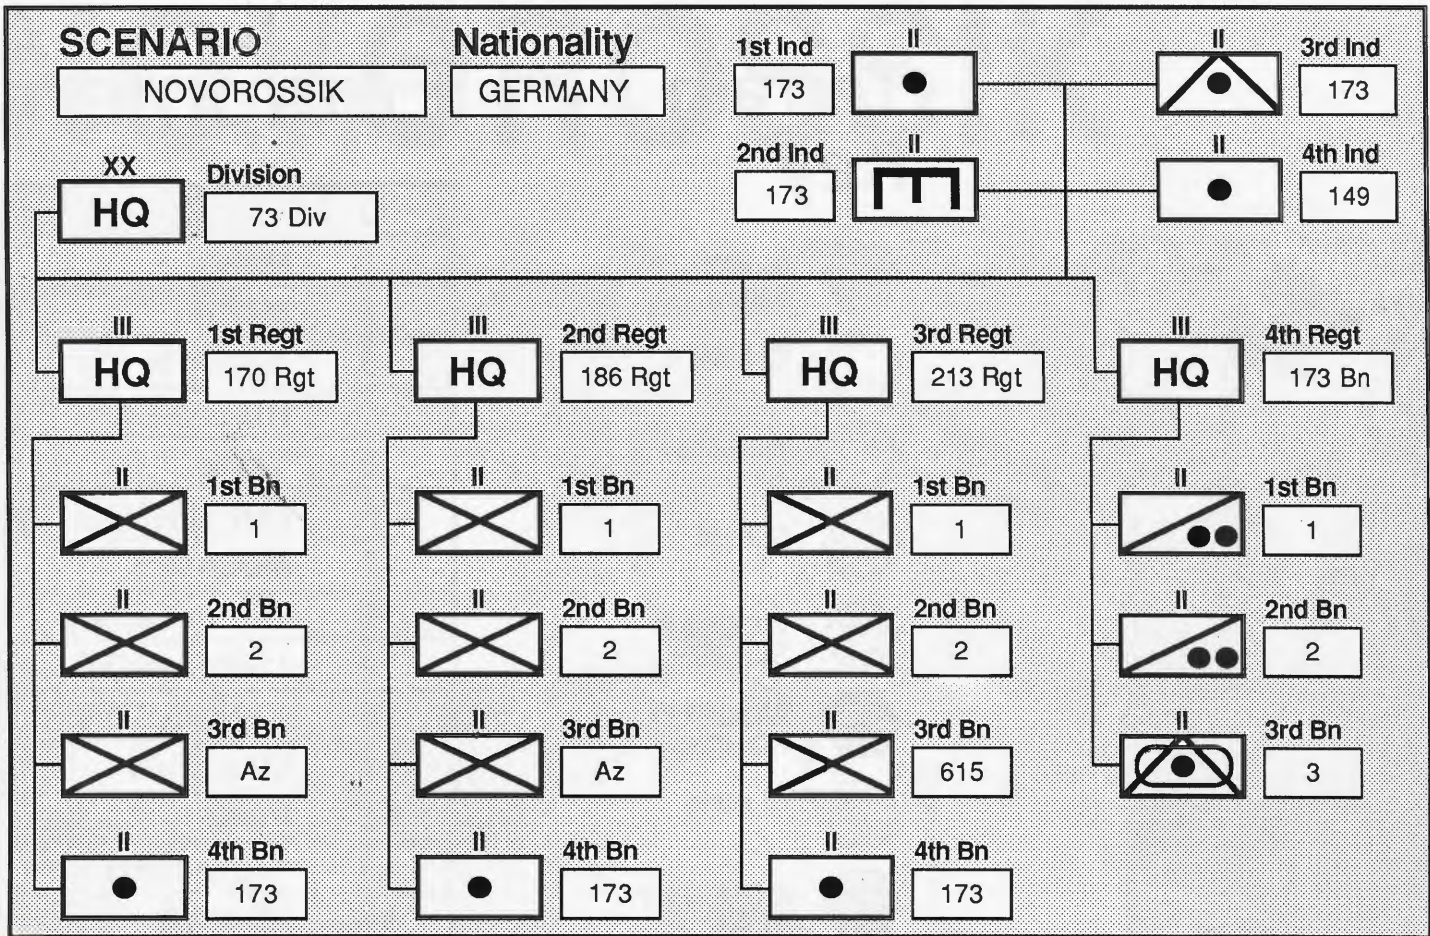 SCENARIO Nationality
NOVOROSSIK GERMANY
1st Ind II II 3rd Ind
173 173
2nd Ind II II 4th Ind
173 149
XX Division
HQ 73 Div
III 1st Regt III 2nd Regt III 3rd Regt III 4th Regt
HQ 170 Rgt HQ 186 Rgt HQ 213 Rgt HQ 173 Bn
II 1st Bn II 1st Bn II 1st Bn II 1st Bn
1 1 1 1
II 2nd Bn II 2nd Bn II 2nd Bn II 2nd Bn
2 2 2 2
II 3rd Bn II 3rd Bn II 3rd Bn II 3rd Bn
Az Az 615 3
II 4th Bn II 4th Bn II 4th Bn
173 173 173